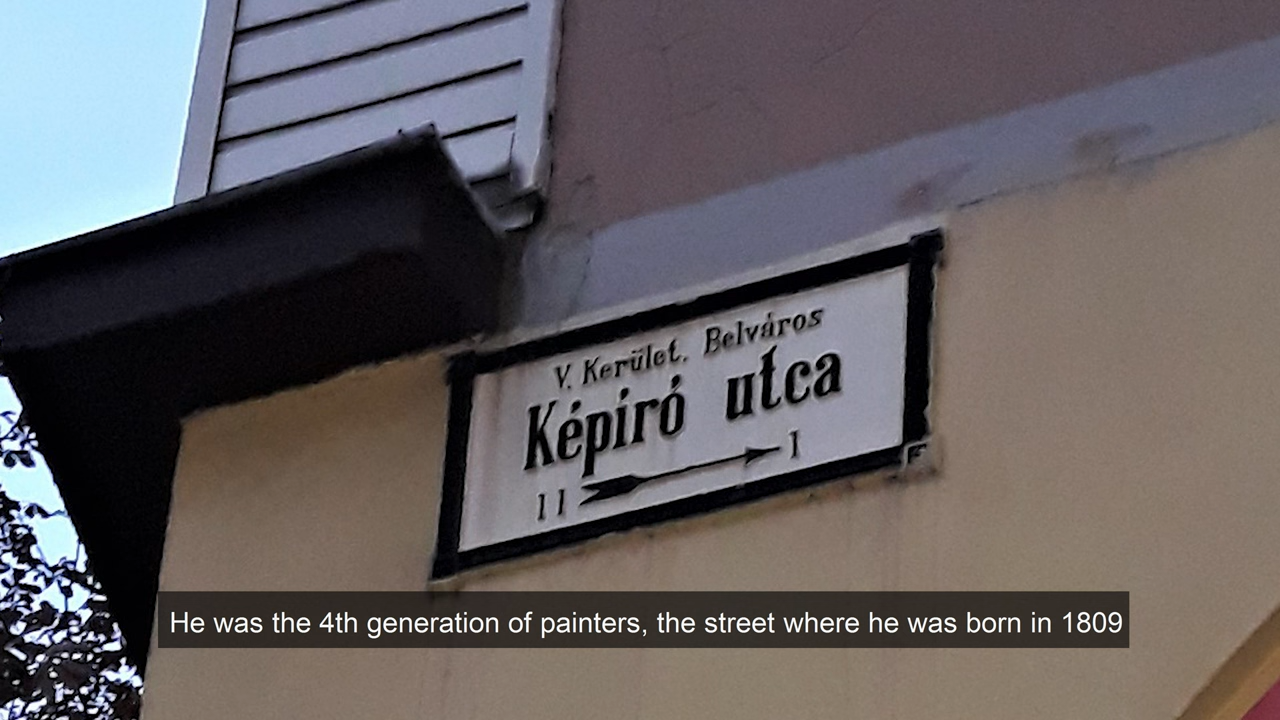 V. Kerület. Belváros
Képíró utca
11 1
He was the 4th generation of painters, the street where he was born in 1809